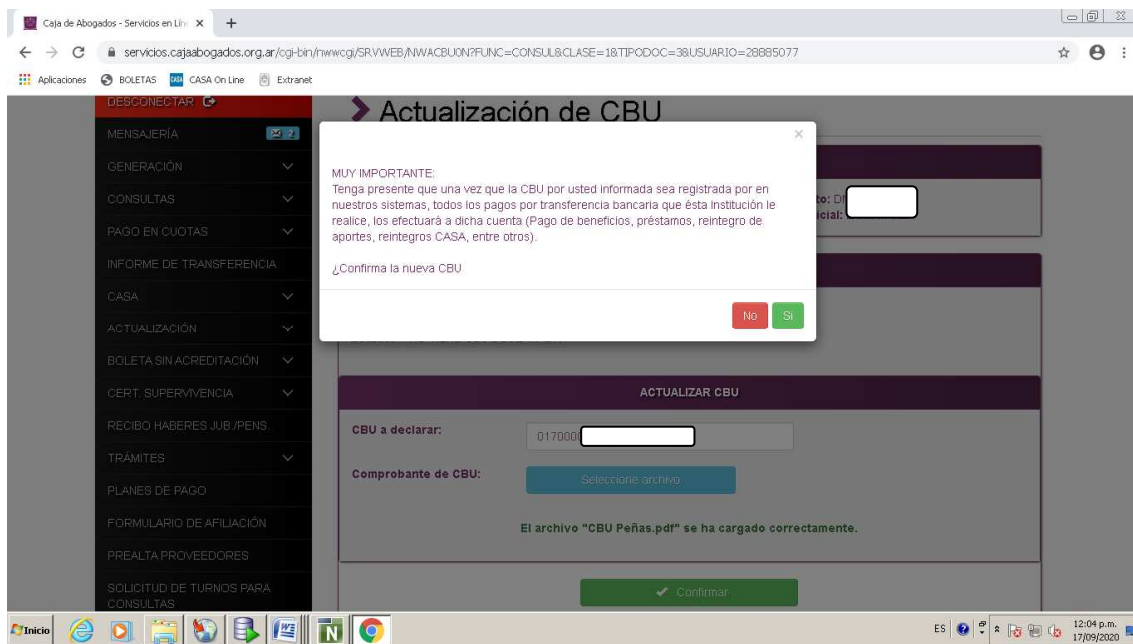 Caja de Abogados - Servicios en Lín
servicios.cajaabogados.org.ar/cgi-bin/nwwcgi/SRVWEB/NWACBU0N?FUNC=CONSUL&CLASE=1&TIPODOC=3&USUARIO=28885077
Aplicaciones
BOLETAS
CASA On Line
Extranet
DESCONECTAR
MENSAJERÍA
2
GENERACIÓN
CONSULTAS
PAGO EN CUOTAS
INFORME DE TRANSFERENCIA
CASA
ACTUALIZACIÓN
BOLETA SIN ACREDITACIÓN
CERT. SUPERVIVENCIA
RECIBO HABERES JUB./PENS.
TRÁMITES
PLANES DE PAGO
FORMULARIO DE AFILIACIÓN
PREALTA PROVEEDORES
SOLICITUD DE TURNOS PARA
CONSULTAS
Actualización de CBU
×
MUY IMPORTANTE:
Tenga presente que una vez que la CBU por usted informada sea registrada por en
nuestros sistemas, todos los pagos por transferencia bancaria que ésta Institución le
realice, los efectuará a dicha cuenta (Pago de beneficios, préstamos, reintegro de
aportes, reintegros CASA, entre otros).
¿Confirma la nueva CBU
No
Si
to: D
icial:
ACTUALIZAR CBU
CBU a declarar:
01700
Comprobante de CBU:
Seleccione archivo
El archivo "CBU Peñas.pdf" se ha cargado correctamente.
Confirmar
Inicio
ES
12:04 p.m.
17/09/2020